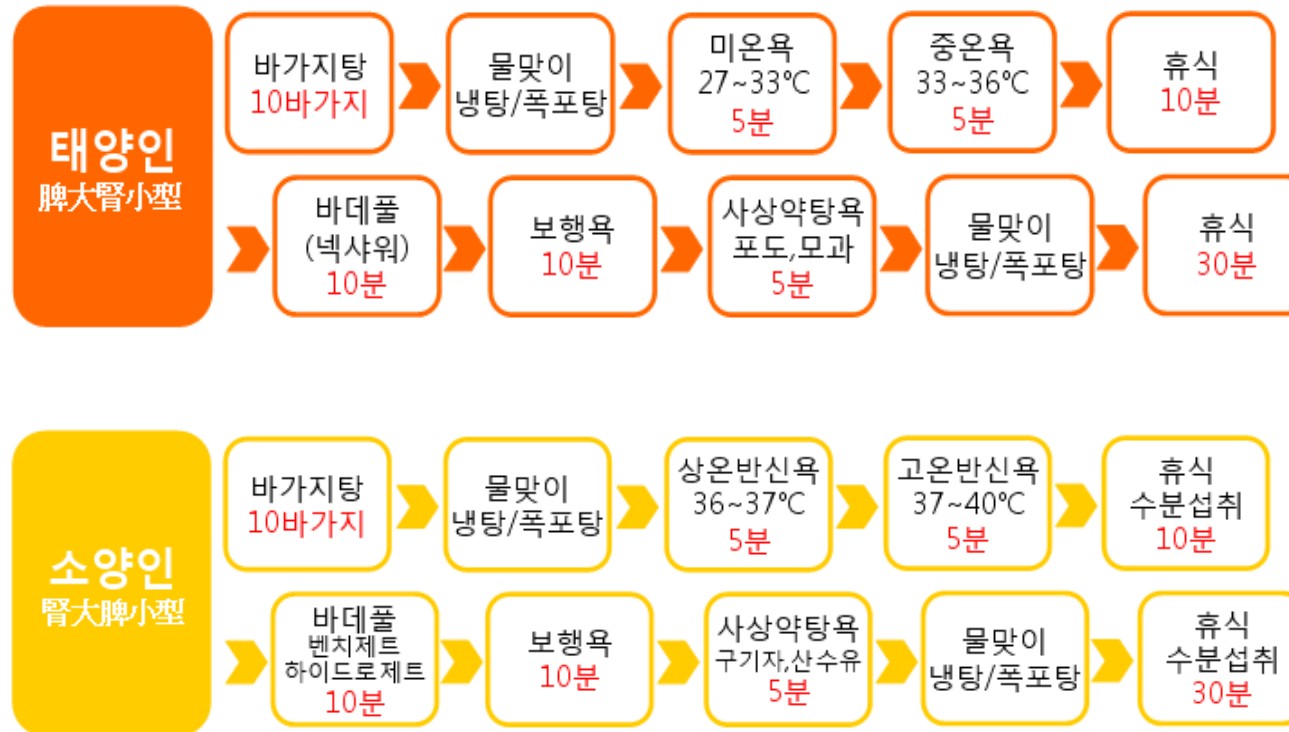 태양인
脾大腎小型
바가지탕
10바가지
물맞이
냉탕/폭포탕
미온욕
27~33℃
5분
중온욕
33~36℃
5분
휴식
10분
바데풀
(넥샤워)
10분
보행욕
10분
사상약탕욕
포도,모과
5분
물맞이
냉탕/폭포탕
휴식
30분
소양인
腎大脾小型
바가지탕
10바가지
물맞이
냉탕/폭포탕
상온반신욕
36~37℃
5분
고온반신욕
37~40℃
5분
휴식
수분섭취
10분
바데풀
벤치제트
하이드로제트
10분
보행욕
10분
사상약탕욕
구기자,산수유
5분
물맞이
냉탕/폭포탕
휴식
수분섭취
30분